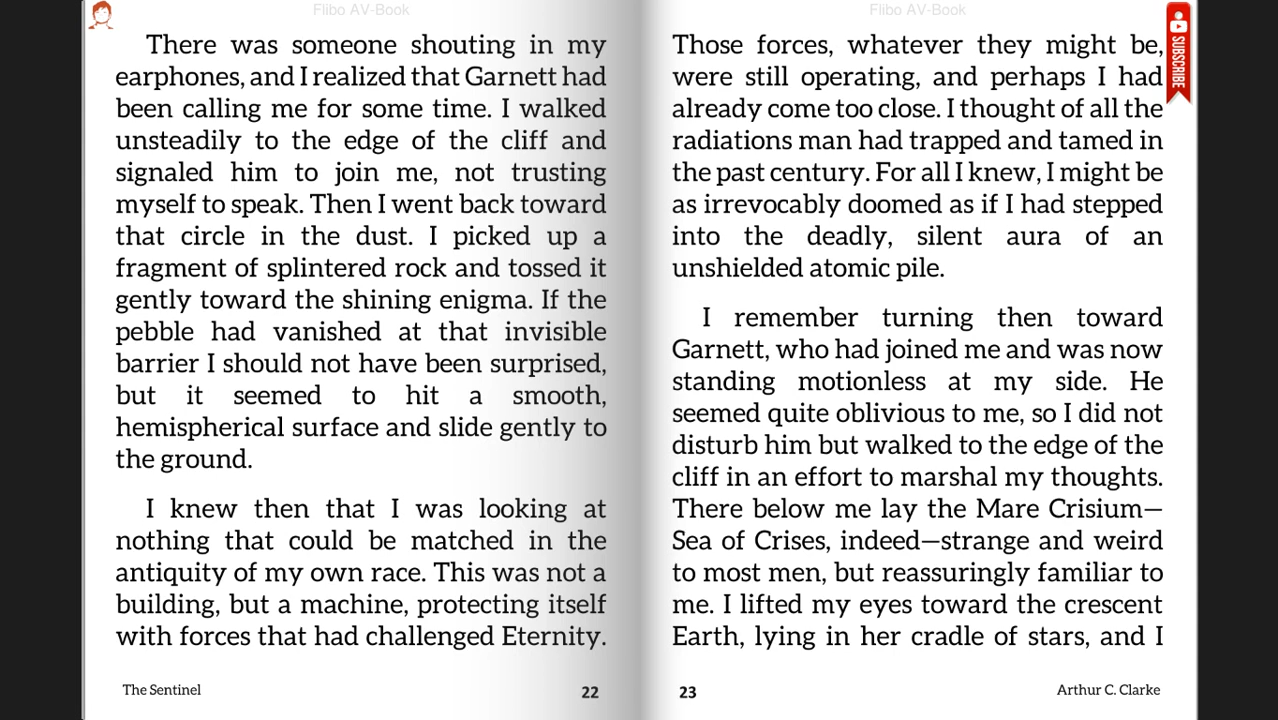 Flibo AV-Book
There was someone shouting in my
earphones, and I realized that Garnett had
been calling me for some time. I walked
unsteadily to the edge of the cliff and
signaled him to join me, not trusting
myself to speak. Then I went back toward
that circle in the dust. I picked up a
fragment of splintered rock and tossed it
gently toward the shining enigma. If the
pebble had vanished at that invisible
barrier I should not have been surprised,
but it seemed to hit a smooth,
hemispherical surface and slide gently to
the ground.
I knew then that I was looking at
nothing that could be matched in the
antiquity of my own race. This was not a
building, but a machine, protecting itself
with forces that had challenged Eternity.
The Sentinel
22
Flibo AV-Book
SUBSCRIBE
Those forces, whatever they might be,
were still operating, and perhaps I had
already come too close. I thought of all the
radiations man had trapped and tamed in
the past century. For all I knew, I might be
as irrevocably doomed as if I had stepped
into the deadly, silent aura of an
unshielded atomic pile.
I remember turning then toward
Garnett, who had joined me and was now
standing motionless at my side. He
seemed quite oblivious to me, so I did not
disturb him but walked to the edge of the
cliff in an effort to marshal my thoughts.
There below me lay the Mare Crisium—
Sea of Crises, indeed—strange and weird
to most men, but reassuringly familiar to
me. I lifted my eyes toward the crescent
Earth, lying in her cradle of stars, and I
23
Arthur C. Clarke